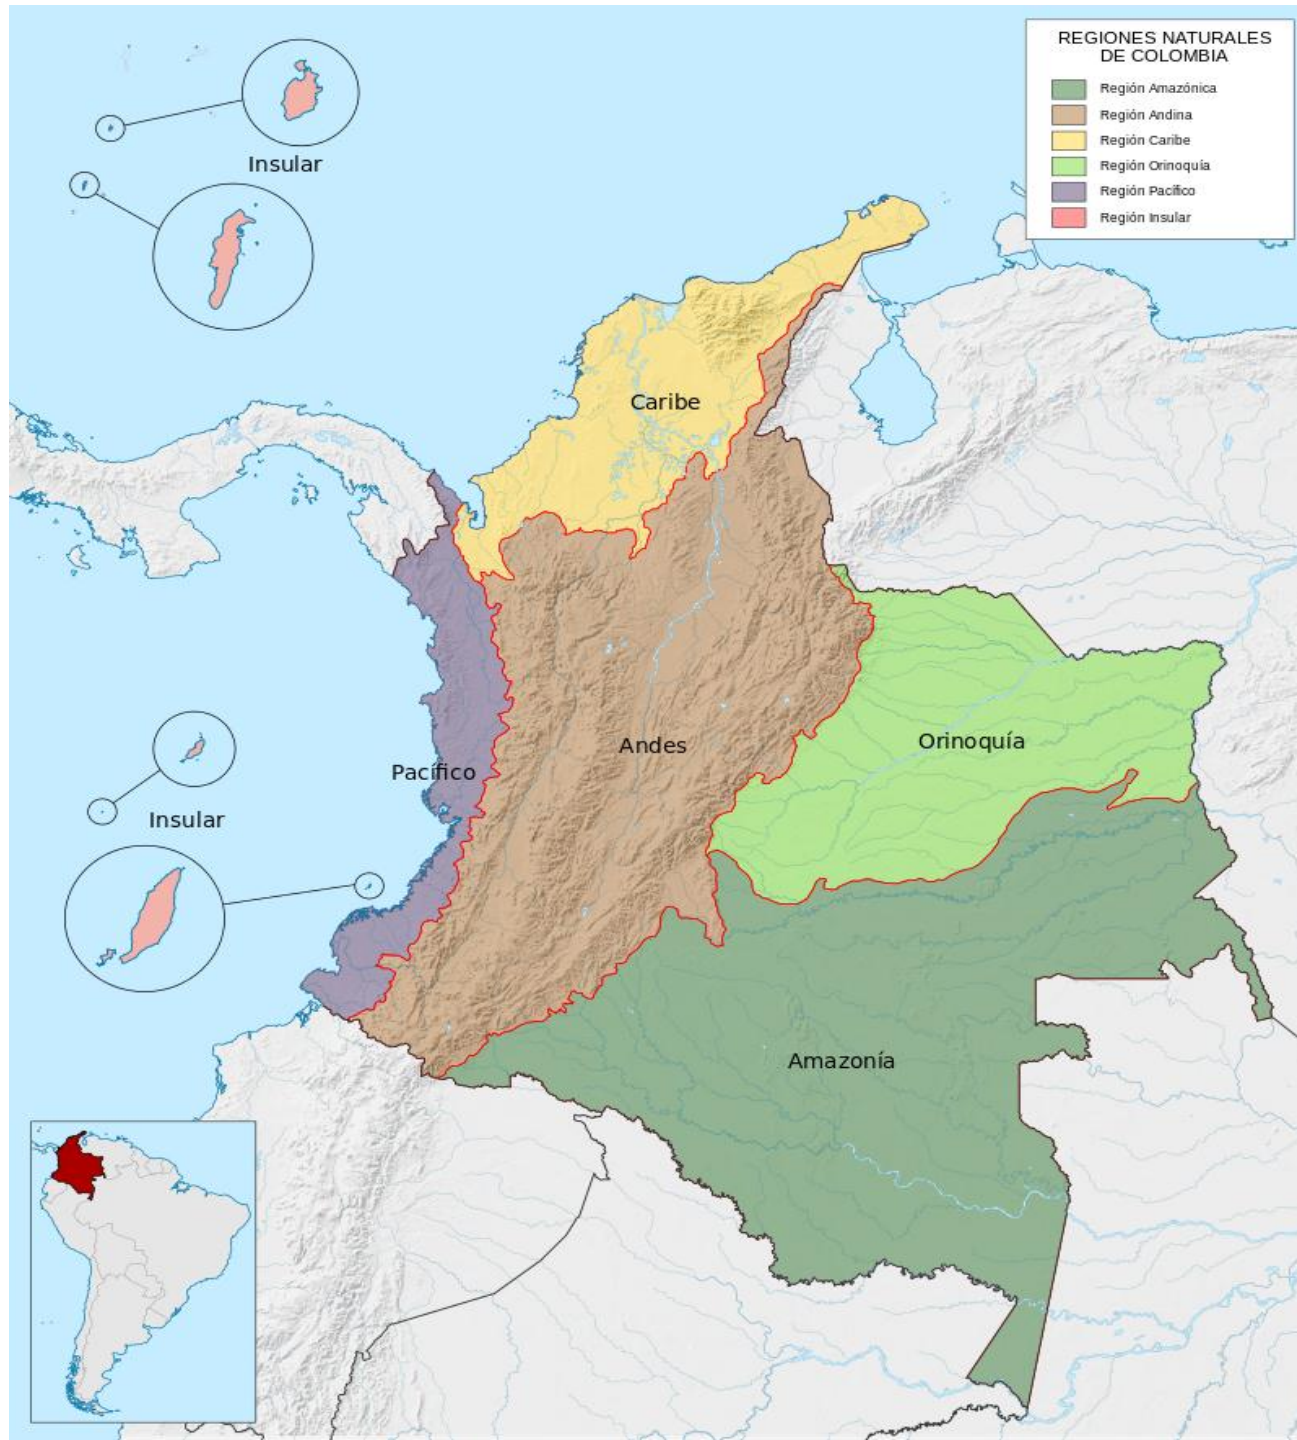 REGIONES NATURALES
DE COLOMBIA
Región Amazónica
Región Andina
Región Caribe
Región Orinoquía
Región Pacífico
Región Insular
Insular
Caribe
Andes
Orinoquía
Pacífico
Insular
Amazonía